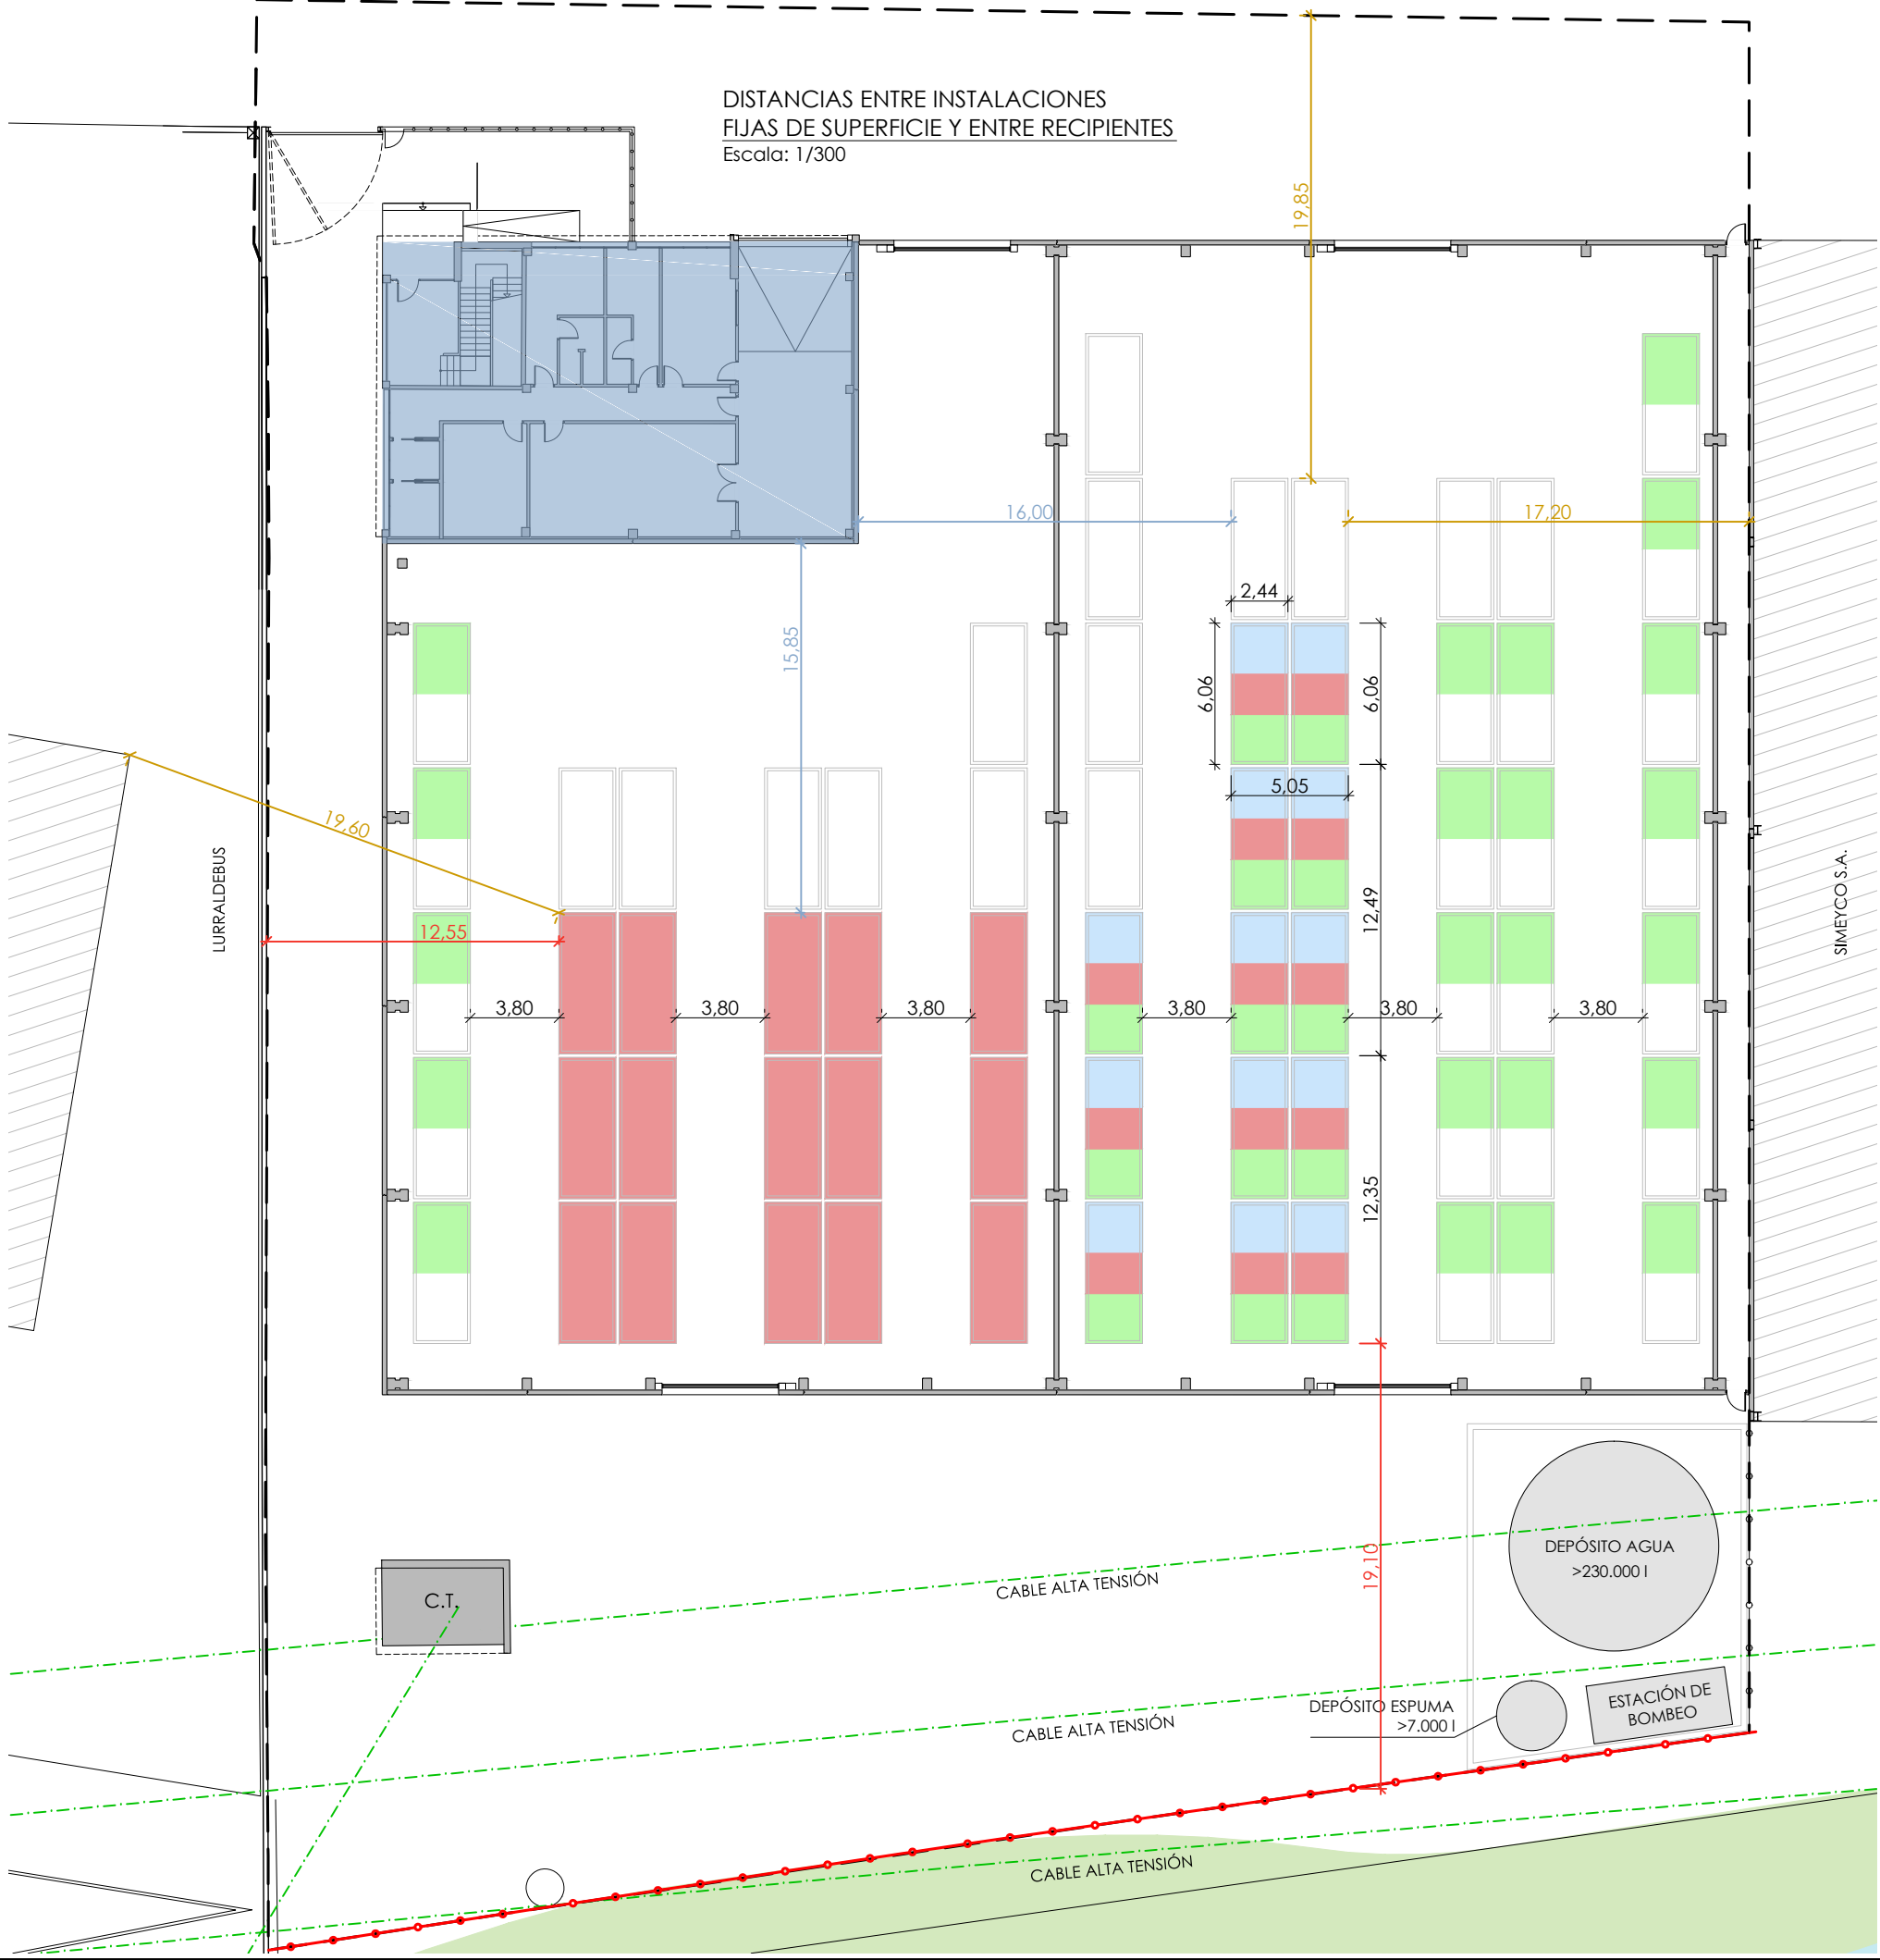 DISTANCIAS ENTRE INSTALACIONES
FIJAS DE SUPERFICIE Y ENTRE RECIPIENTES
Escala: 1/300
19,85
16,00
17,20
2,44
15,85
6,06
6,06
5,05
19,60
LURRALDEBUS
SIMEYCO S.A.
12,49
12,55
3,80
3,80
3,80
3,80
3,80
3,80
12,35
19,10
DEPÓSITO AGUA
>230.000 l
C.T.
CABLE ALTA TENSIÓN
DEPÓSITO ESPUMA
>7.000 l
ESTACIÓN DE
BOMBEO
CABLE ALTA TENSIÓN
CABLE ALTA TENSIÓN